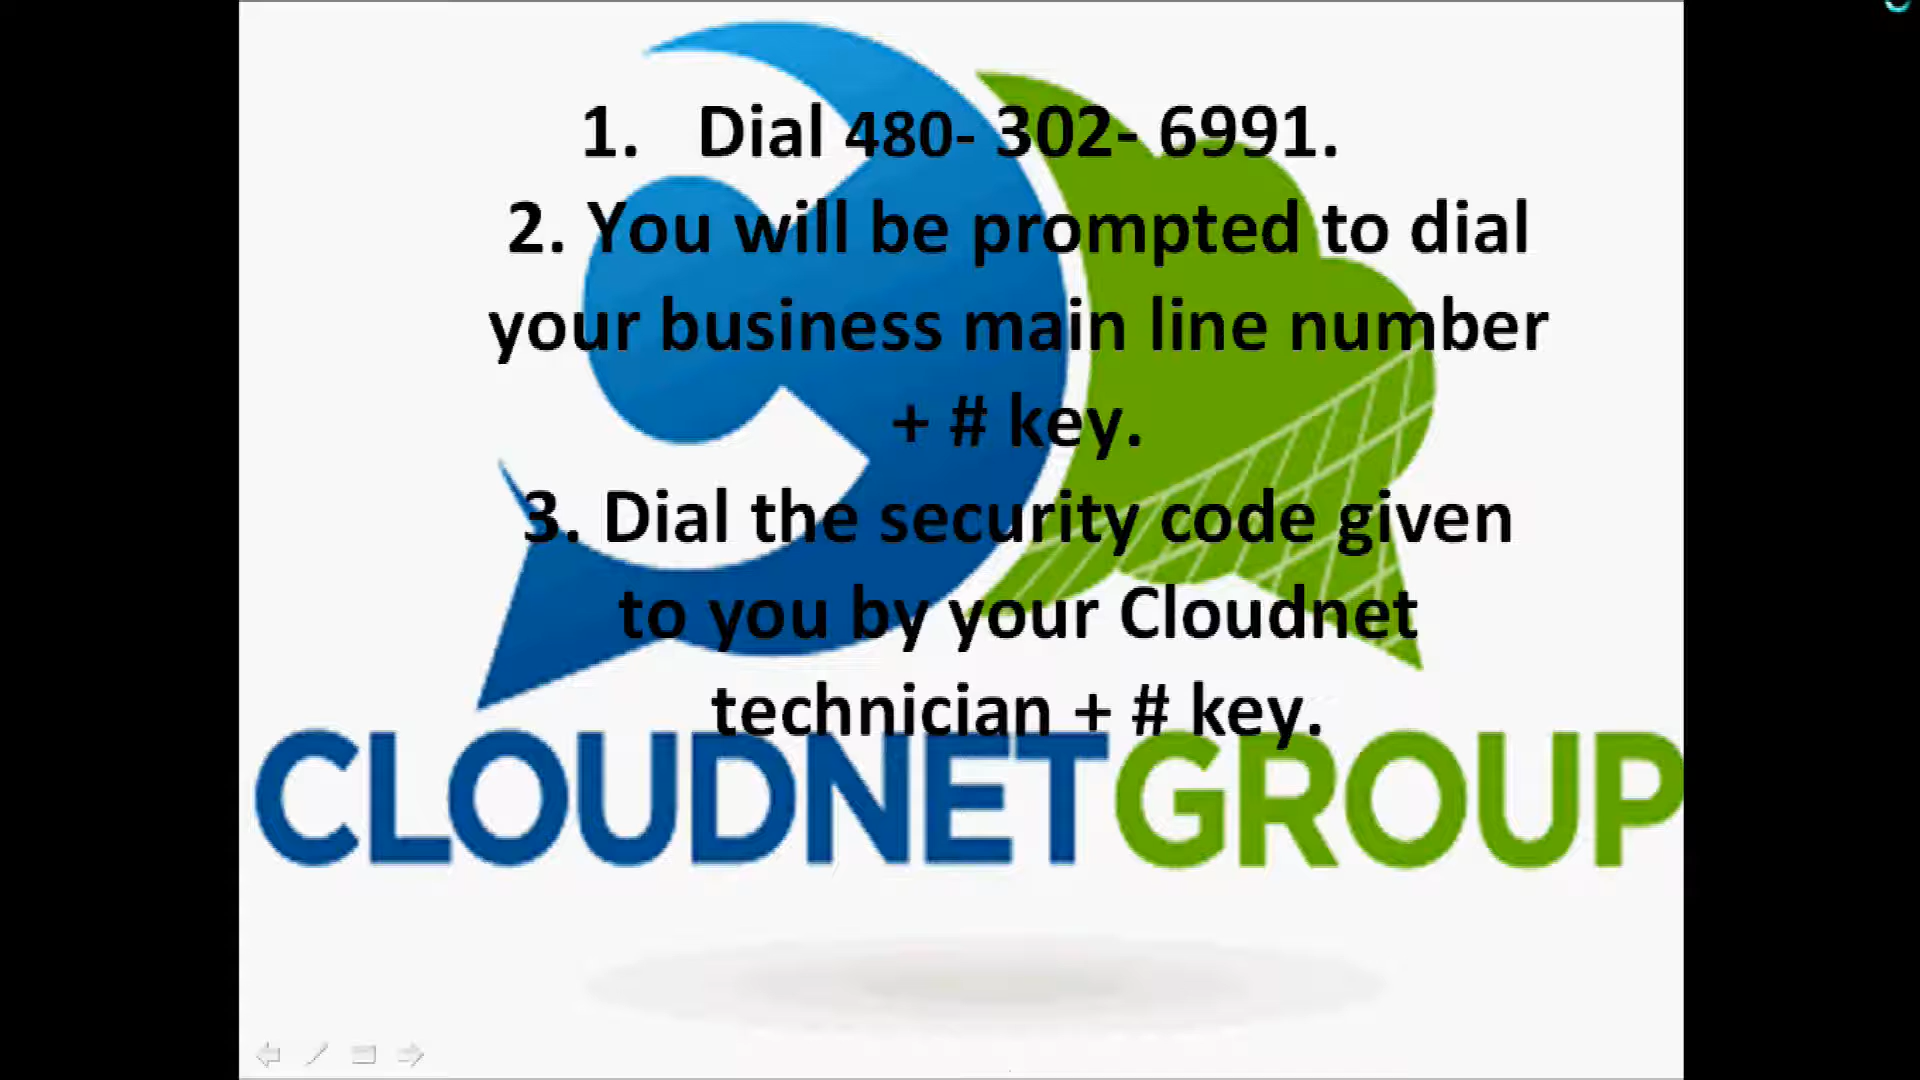 1. Dial 480- 302- 6991.
2. You will be prompted to dial
your business main line number
+ # key.
3. Dial the security code given
to you by your Cloudnet
technician + # key.
CLOUDNETGROUP